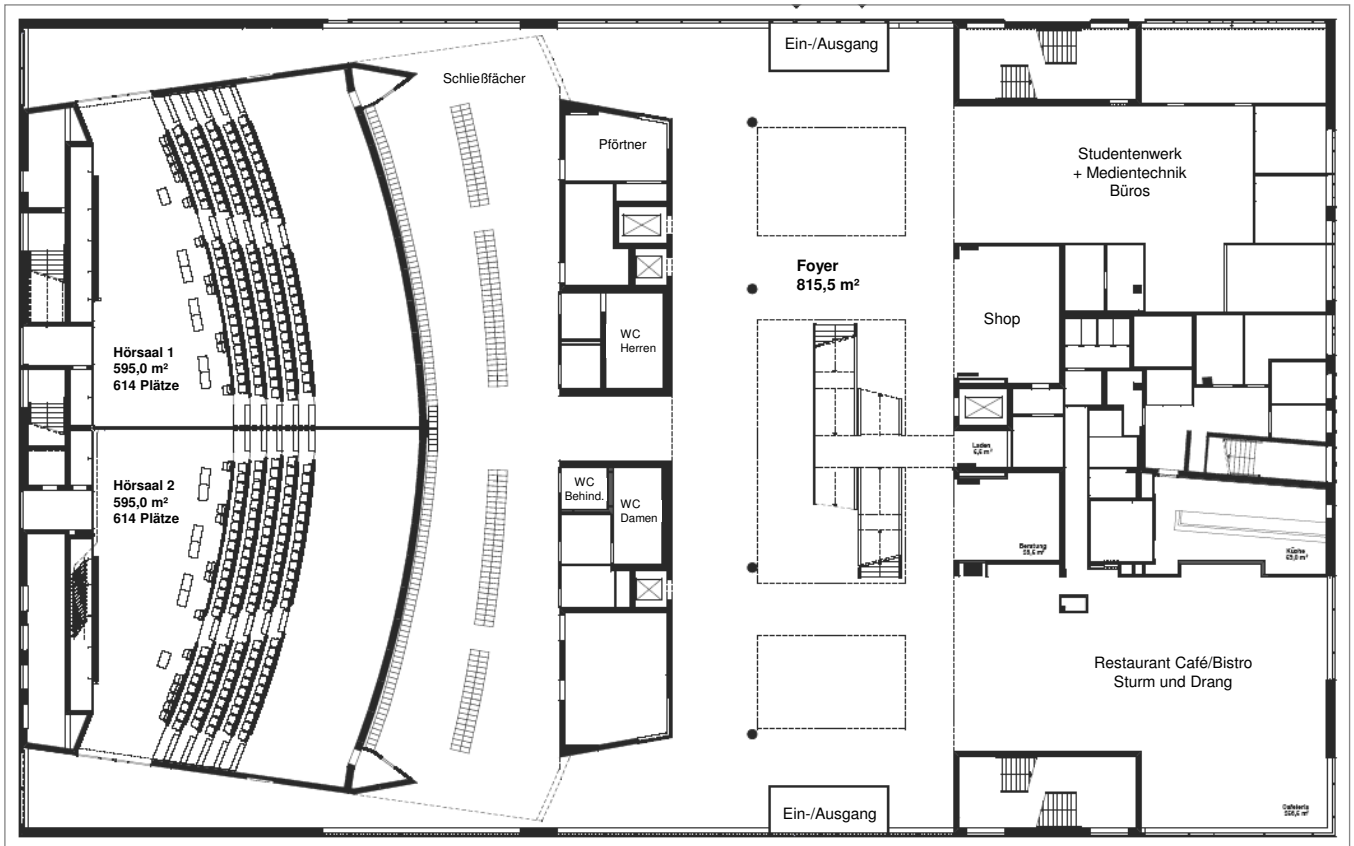 Ein-/Ausgang
Schließfächer
Pförtner
Studentenwerk
+ Medientechnik
Büros
Foyer
815,5 m²
Shop
WC
Herren
Hörsaal 1
595,0 m²
614 Plätze
Laden
Hörsaal 2
595,0 m²
614 Plätze
WC
Behind.
WC
Damen
Beratung
Küche
Restaurant Café/Bistro
Sturm und Drang
Cafeteria
Ein-/Ausgang